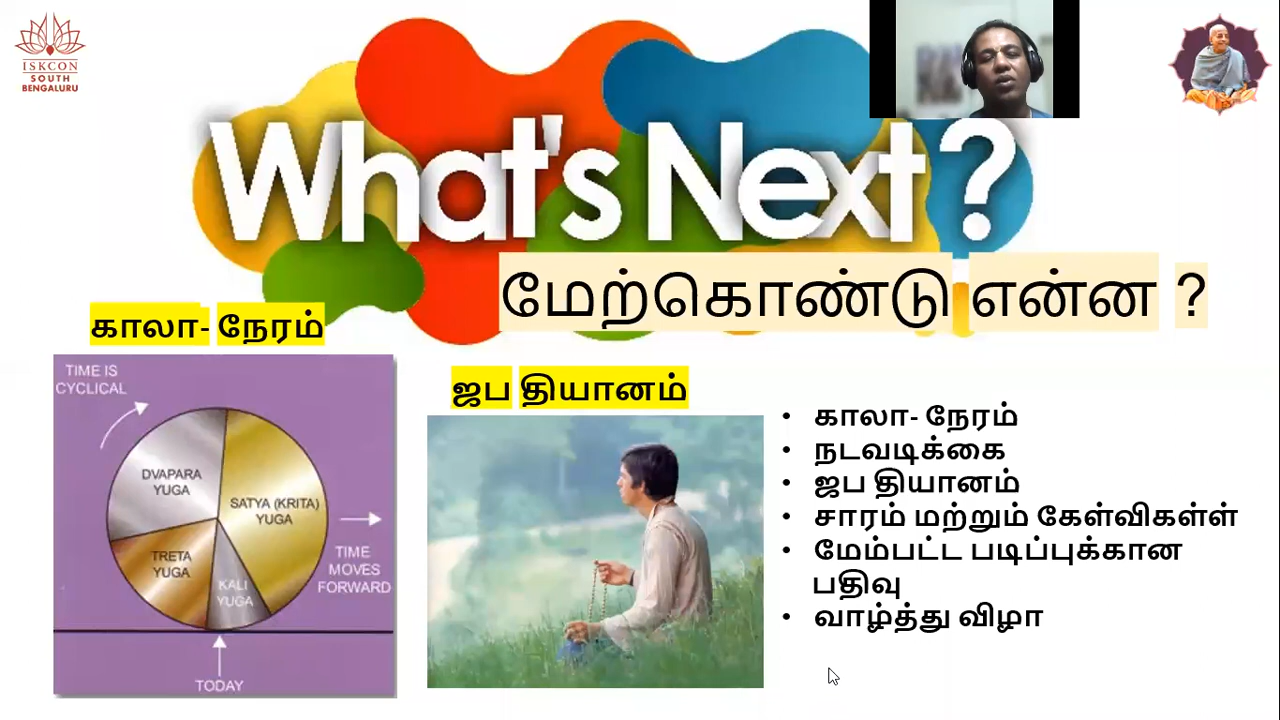 ISKCON
SOUTH
BENGALURU
What's Next?
மேற்கொண்டு என்ன ?
காலா- நேரம்
TIME IS
CYCLICAL
DVAPARA
YUGA
SATYA (KRITA)
YUGA
TRETA
YUGA
KALI
YUGA
TIME
MOVES
FORWARD
TODAY
ஜப தியானம்
• காலா- நேரம்
• நடவடிக்கை
• ஜப தியானம்
• சாரம் மற்றும் கேள்விகள்ள்
• மேம்பட்ட படிப்புக்கான
பதிவு
• வாழ்த்து விழா